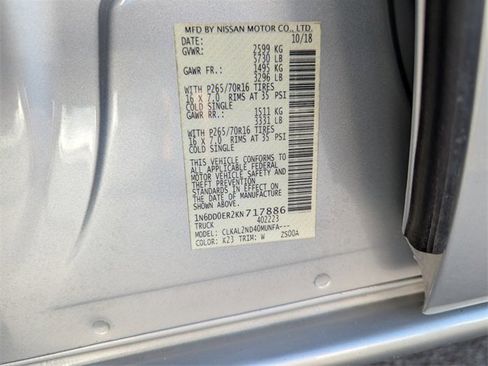 MFD BY NISSAN MOTOR CO., LTD.
DATE: 10/18
GVWR: 2599 KG
5730 LB
GAWR FR.: 1495 KG
3296 LB
WITH P265/70R16 TIRES
16 X 7.0 RIMS AT 35 PSI
COLD SINGLE
GAWR RR.: 1511 KG
3331 LB
WITH P265/70R16 TIRES
16 X 7.0 RIMS AT 35 PSI
COLD SINGLE
THIS VEHICLE CONFORMS TO
ALL APPLICABLE FEDERAL
MOTOR VEHICLE SAFETY AND
THEFT PREVENTION
STANDARDS IN EFFECT ON
THE DATE OF MANUFACTURE
1N6DD0ER2KN717886
TRUCK 402223
MODEL: CLKALZND40MUNFA---
COLOR: K23 TRIM: W ZS00A